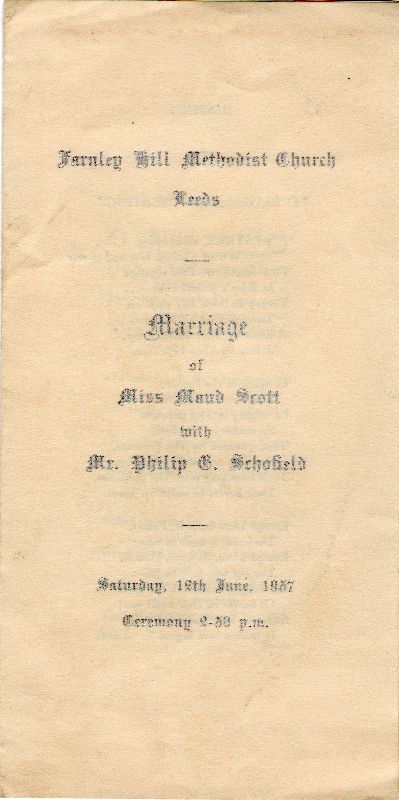 Farnley Hill Methodist Church
Leeds
Marriage
of
Miss Maud Scott
with
Mr. Philip G. Schofield
Saturday, 12th June, 1937
Ceremony 2-30 p.m.